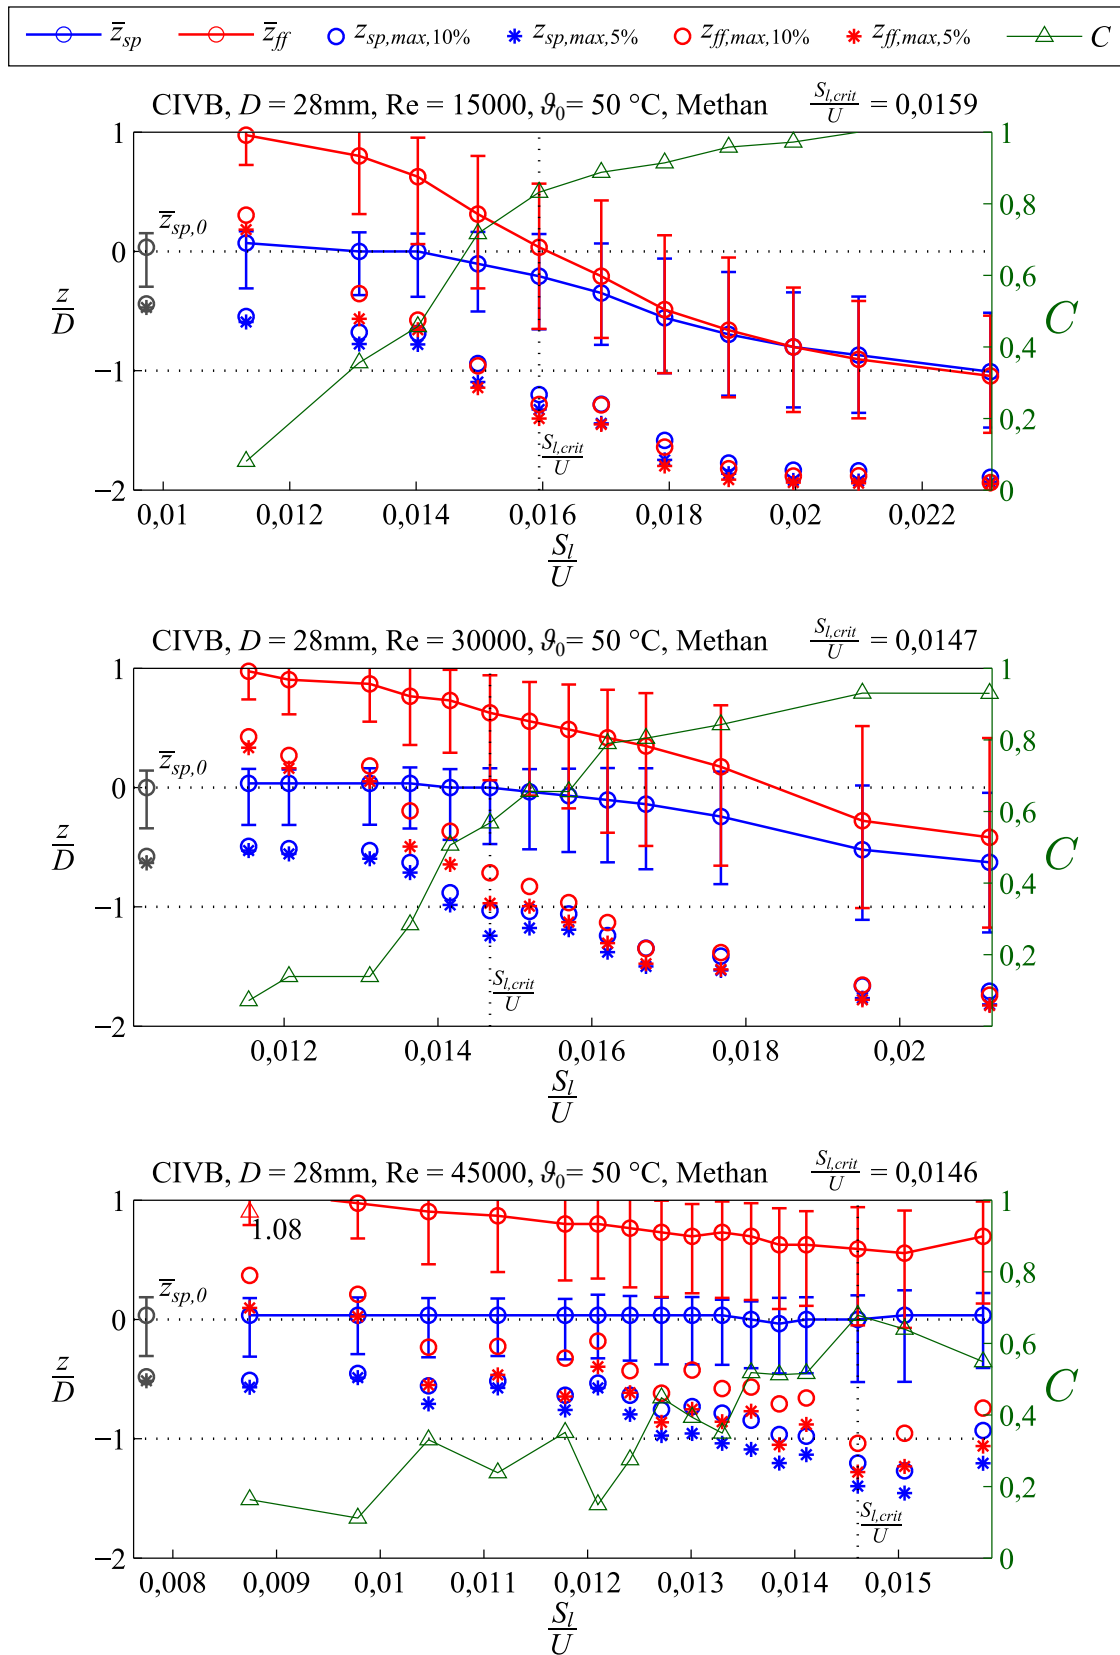 z̄sp z̄ff zsp,max,10% zsp,max,5% zff,max,10% zff,max,5% C
CIVB, D = 28mm, Re = 15000, ϑ0= 50 °C, Methan Sl,crit/U = 0,0159
1 1
z̄sp,0 0,8
0 0,6
z/D C
−1 0,4
Sl,crit/U 0,2
−2 0
0,01 0,012 0,014 0,016 0,018 0,02 0,022
Sl/U
CIVB, D = 28mm, Re = 30000, ϑ0= 50 °C, Methan Sl,crit/U = 0,0147
1 1
z̄sp,0 0,8
0 0,6
z/D C
−1 0,4
Sl,crit/U 0,2
−2 0
0,012 0,014 0,016 0,018 0,02
Sl/U
CIVB, D = 28mm, Re = 45000, ϑ0= 50 °C, Methan Sl,crit/U = 0,0146
1 1
1.08
z̄sp,0 0,8
0 0,6
z/D C
−1 0,4
Sl,crit/U 0,2
−2 0
0,008 0,009 0,01 0,011 0,012 0,013 0,014 0,015
Sl/U